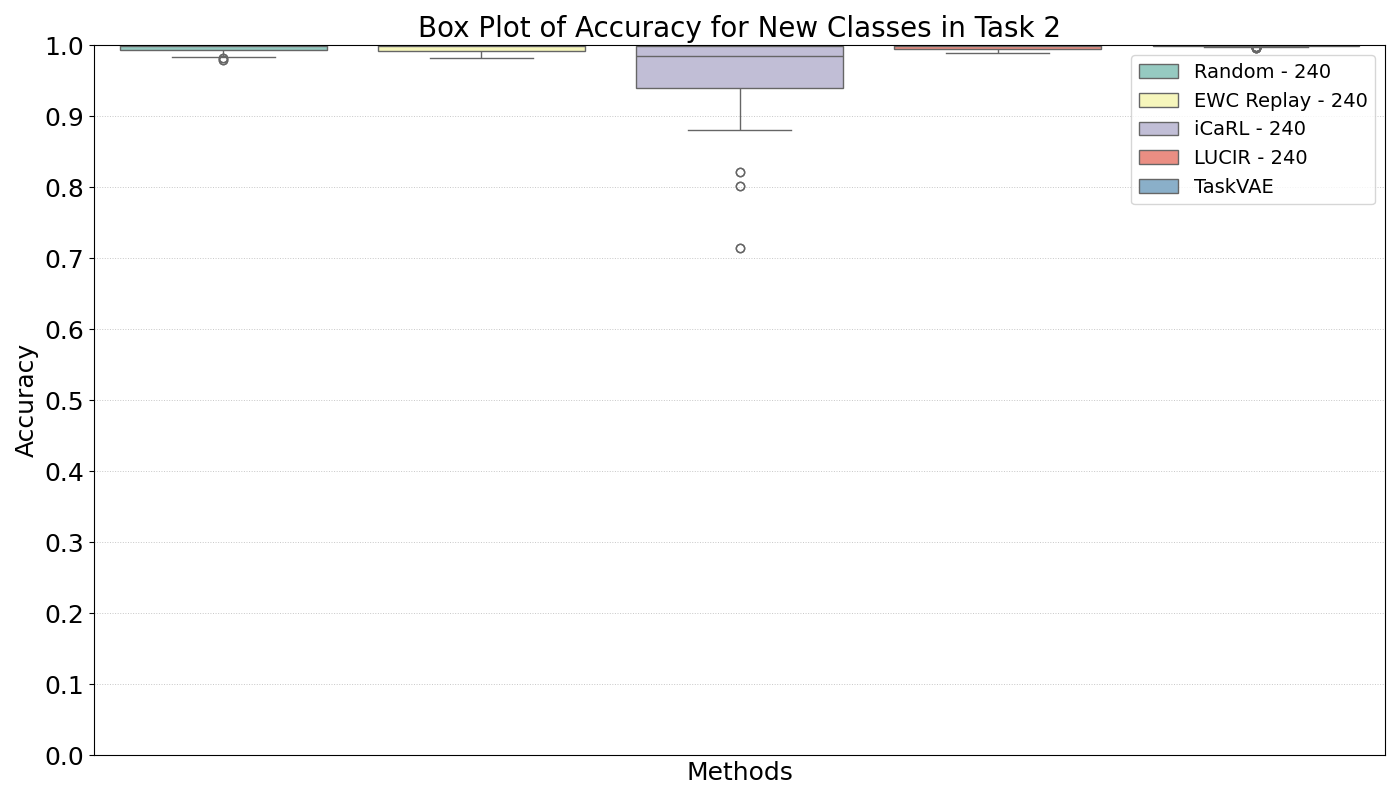 Box Plot of Accuracy for New Classes in Task 2
1.0
0.9
0.8
0.7
0.6
0.5
0.4
0.3
0.2
0.1
0.0
Accuracy
Methods
Random - 240
EWC Replay - 240
iCaRL - 240
LUCIR - 240
TaskVAE